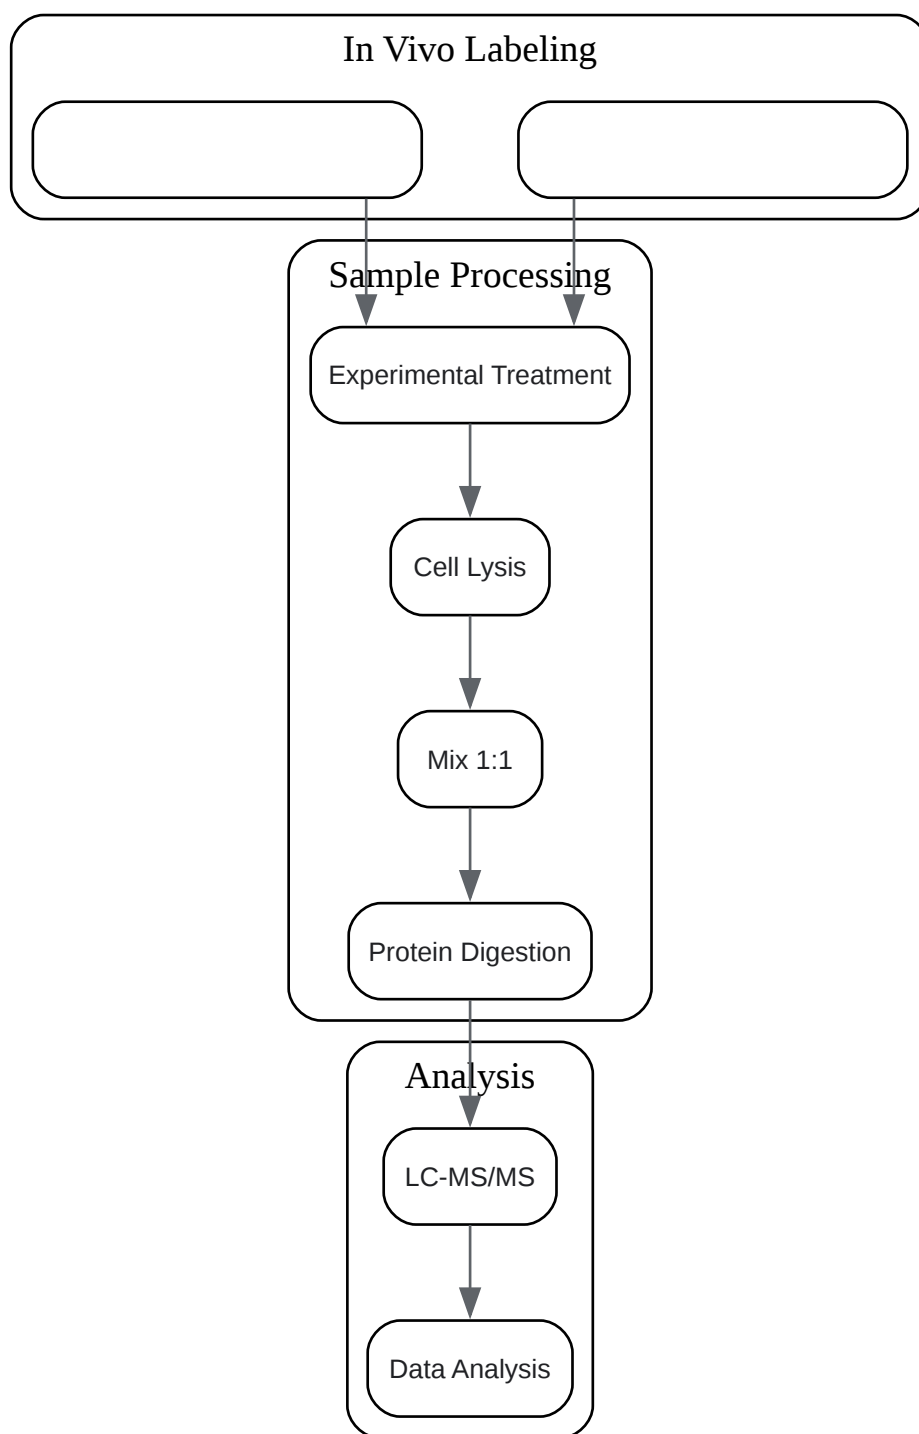 In Vivo Labeling
Sample Processing
Experimental Treatment
Cell Lysis
Mix 1:1
Protein Digestion
Analysis
LC-MS/MS
Data Analysis